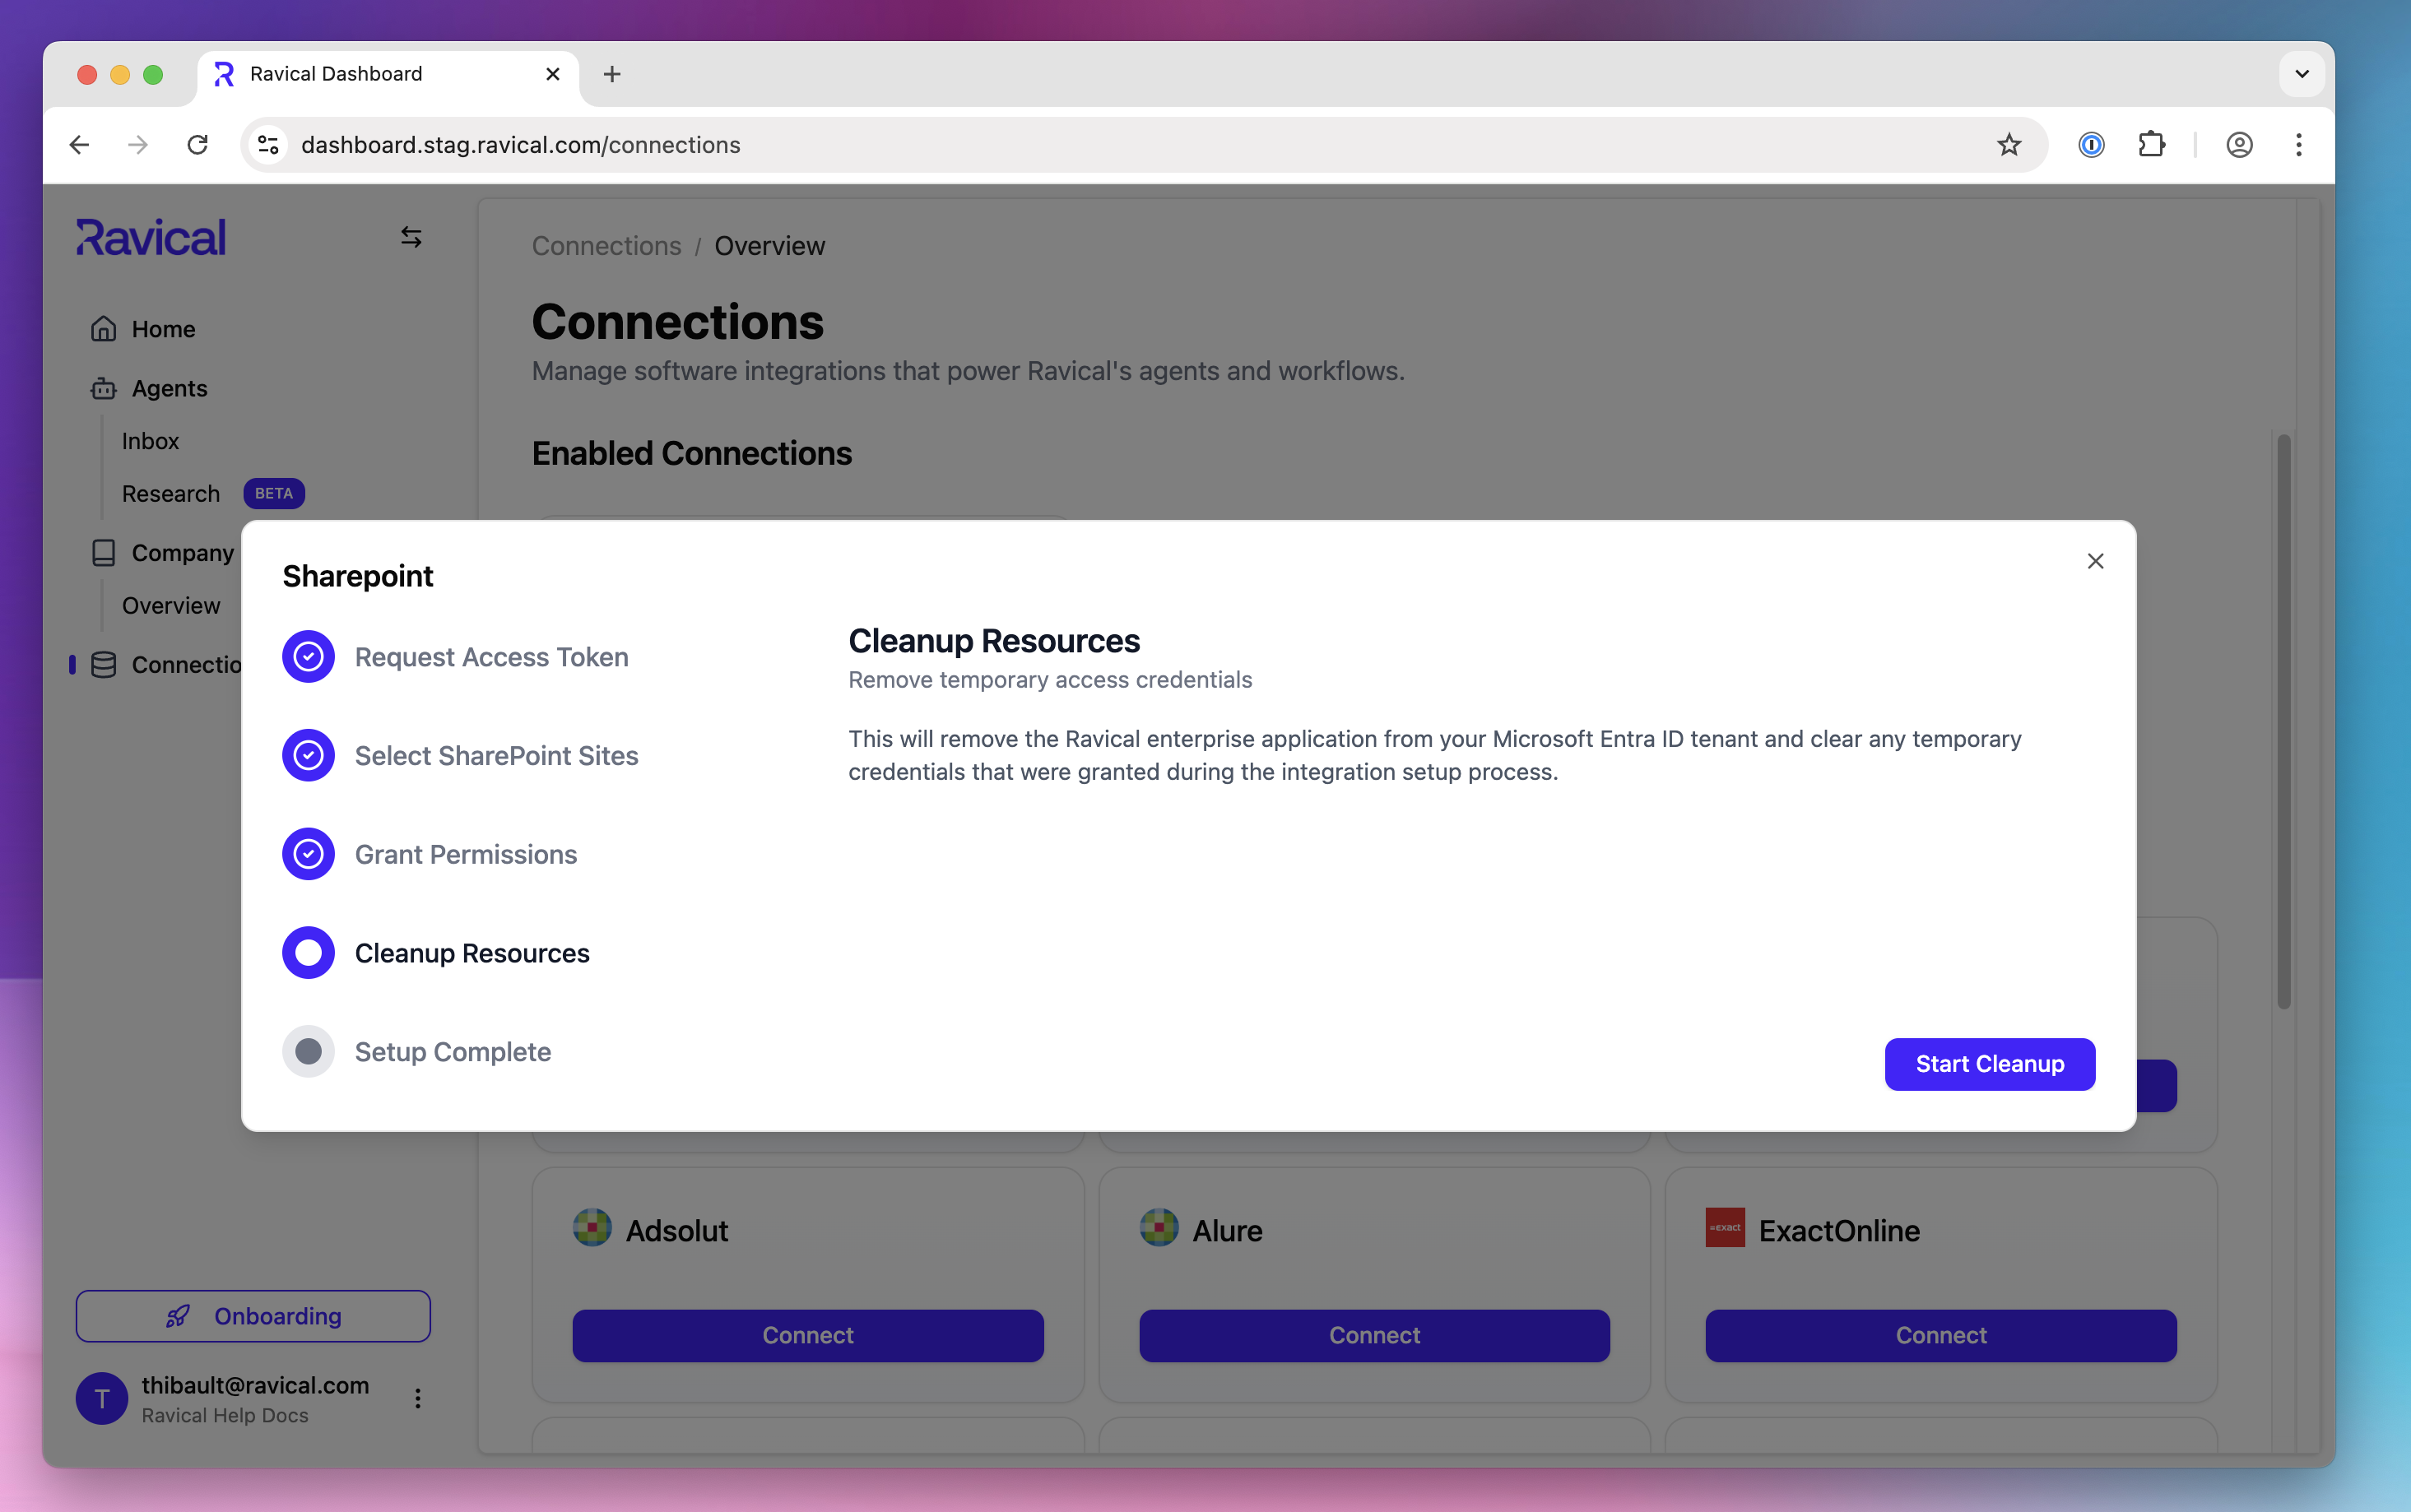 Ravical Dashboard
dashboard.stag.ravical.com/connections
Ravical
Home
Agents
Inbox
Research BETA
Company
Overview
Connectio
Onboarding
T
thibault@ravical.com
Ravical Help Docs
Connections / Overview
Connections
Manage software integrations that power Ravical's agents and workflows.
Enabled Connections
Sharepoint
Request Access Token
Select SharePoint Sites
Grant Permissions
Cleanup Resources
Setup Complete
Cleanup Resources
Remove temporary access credentials
This will remove the Ravical enterprise application from your Microsoft Entra ID tenant and clear any temporary
credentials that were granted during the integration setup process.
Start Cleanup
Adsolut
Connect
Alure
Connect
=exact ExactOnline
Connect